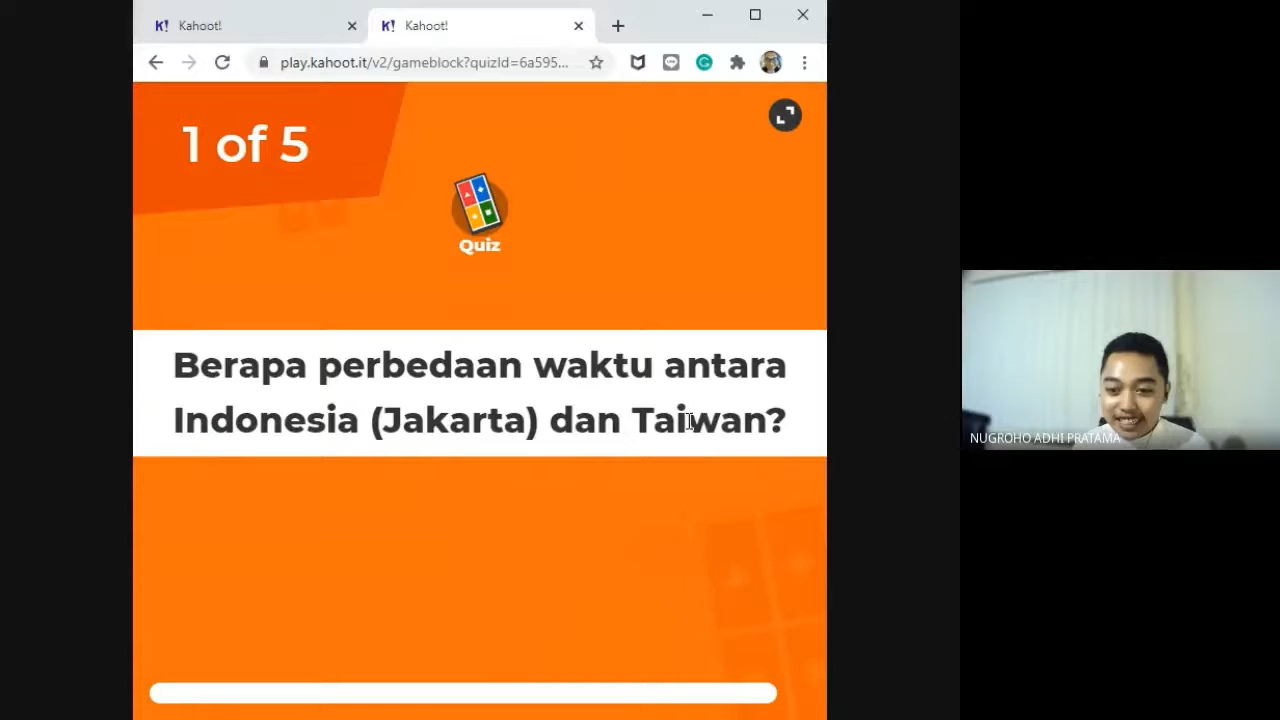 K! Kahoot!
K! Kahoot!
play.kahoot.it/v2/gameblock?quizId=6a595...
1 of 5
Quiz
Berapa perbedaan waktu antara
Indonesia (Jakarta) dan Taiwan?
NUGROHO ADHI PRATAMA